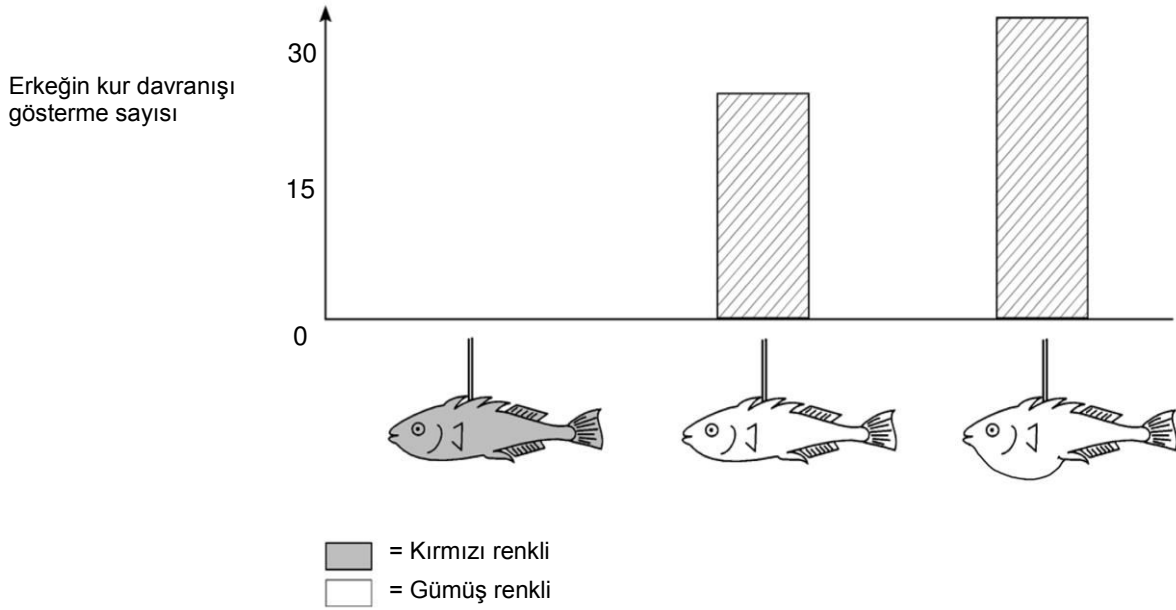 30
Erkeğin kur davranışı
gösterme sayısı
15
0
= Kırmızı renkli
= Gümüş renkli